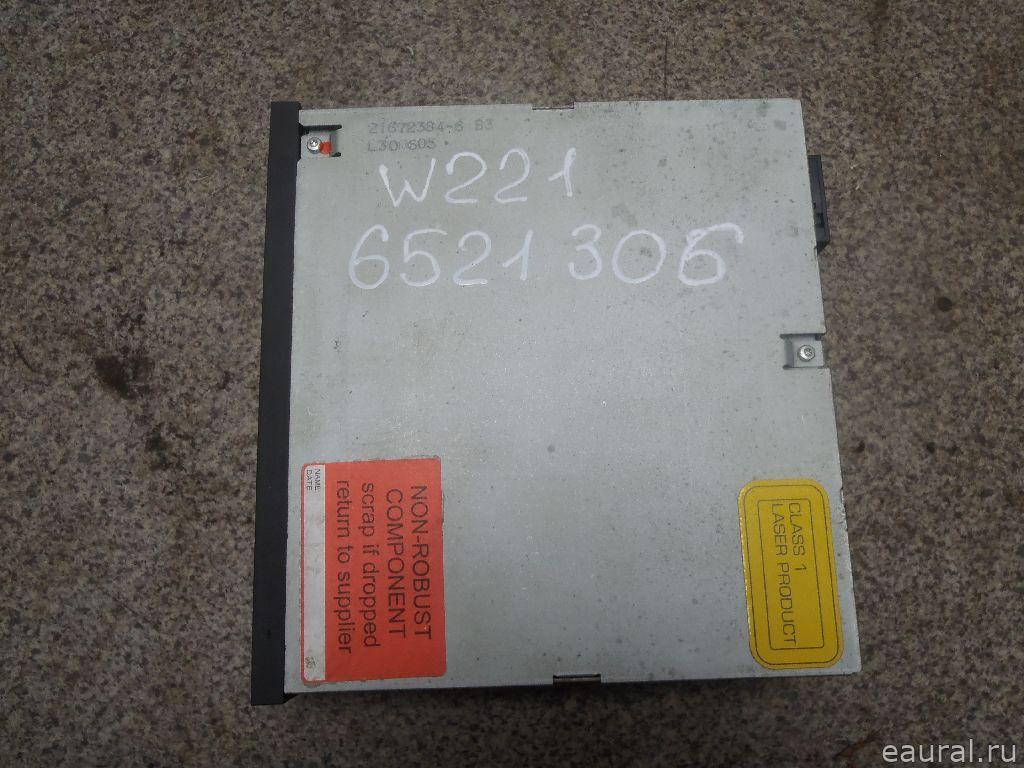 21672384-6 B3
L30 605
W221
6521305
NON-ROBUST
COMPONENT
scrap if dropped
return to supplier
NAME:
DATE:
CLASS 1
LASER PRODUCT
eaural.ru